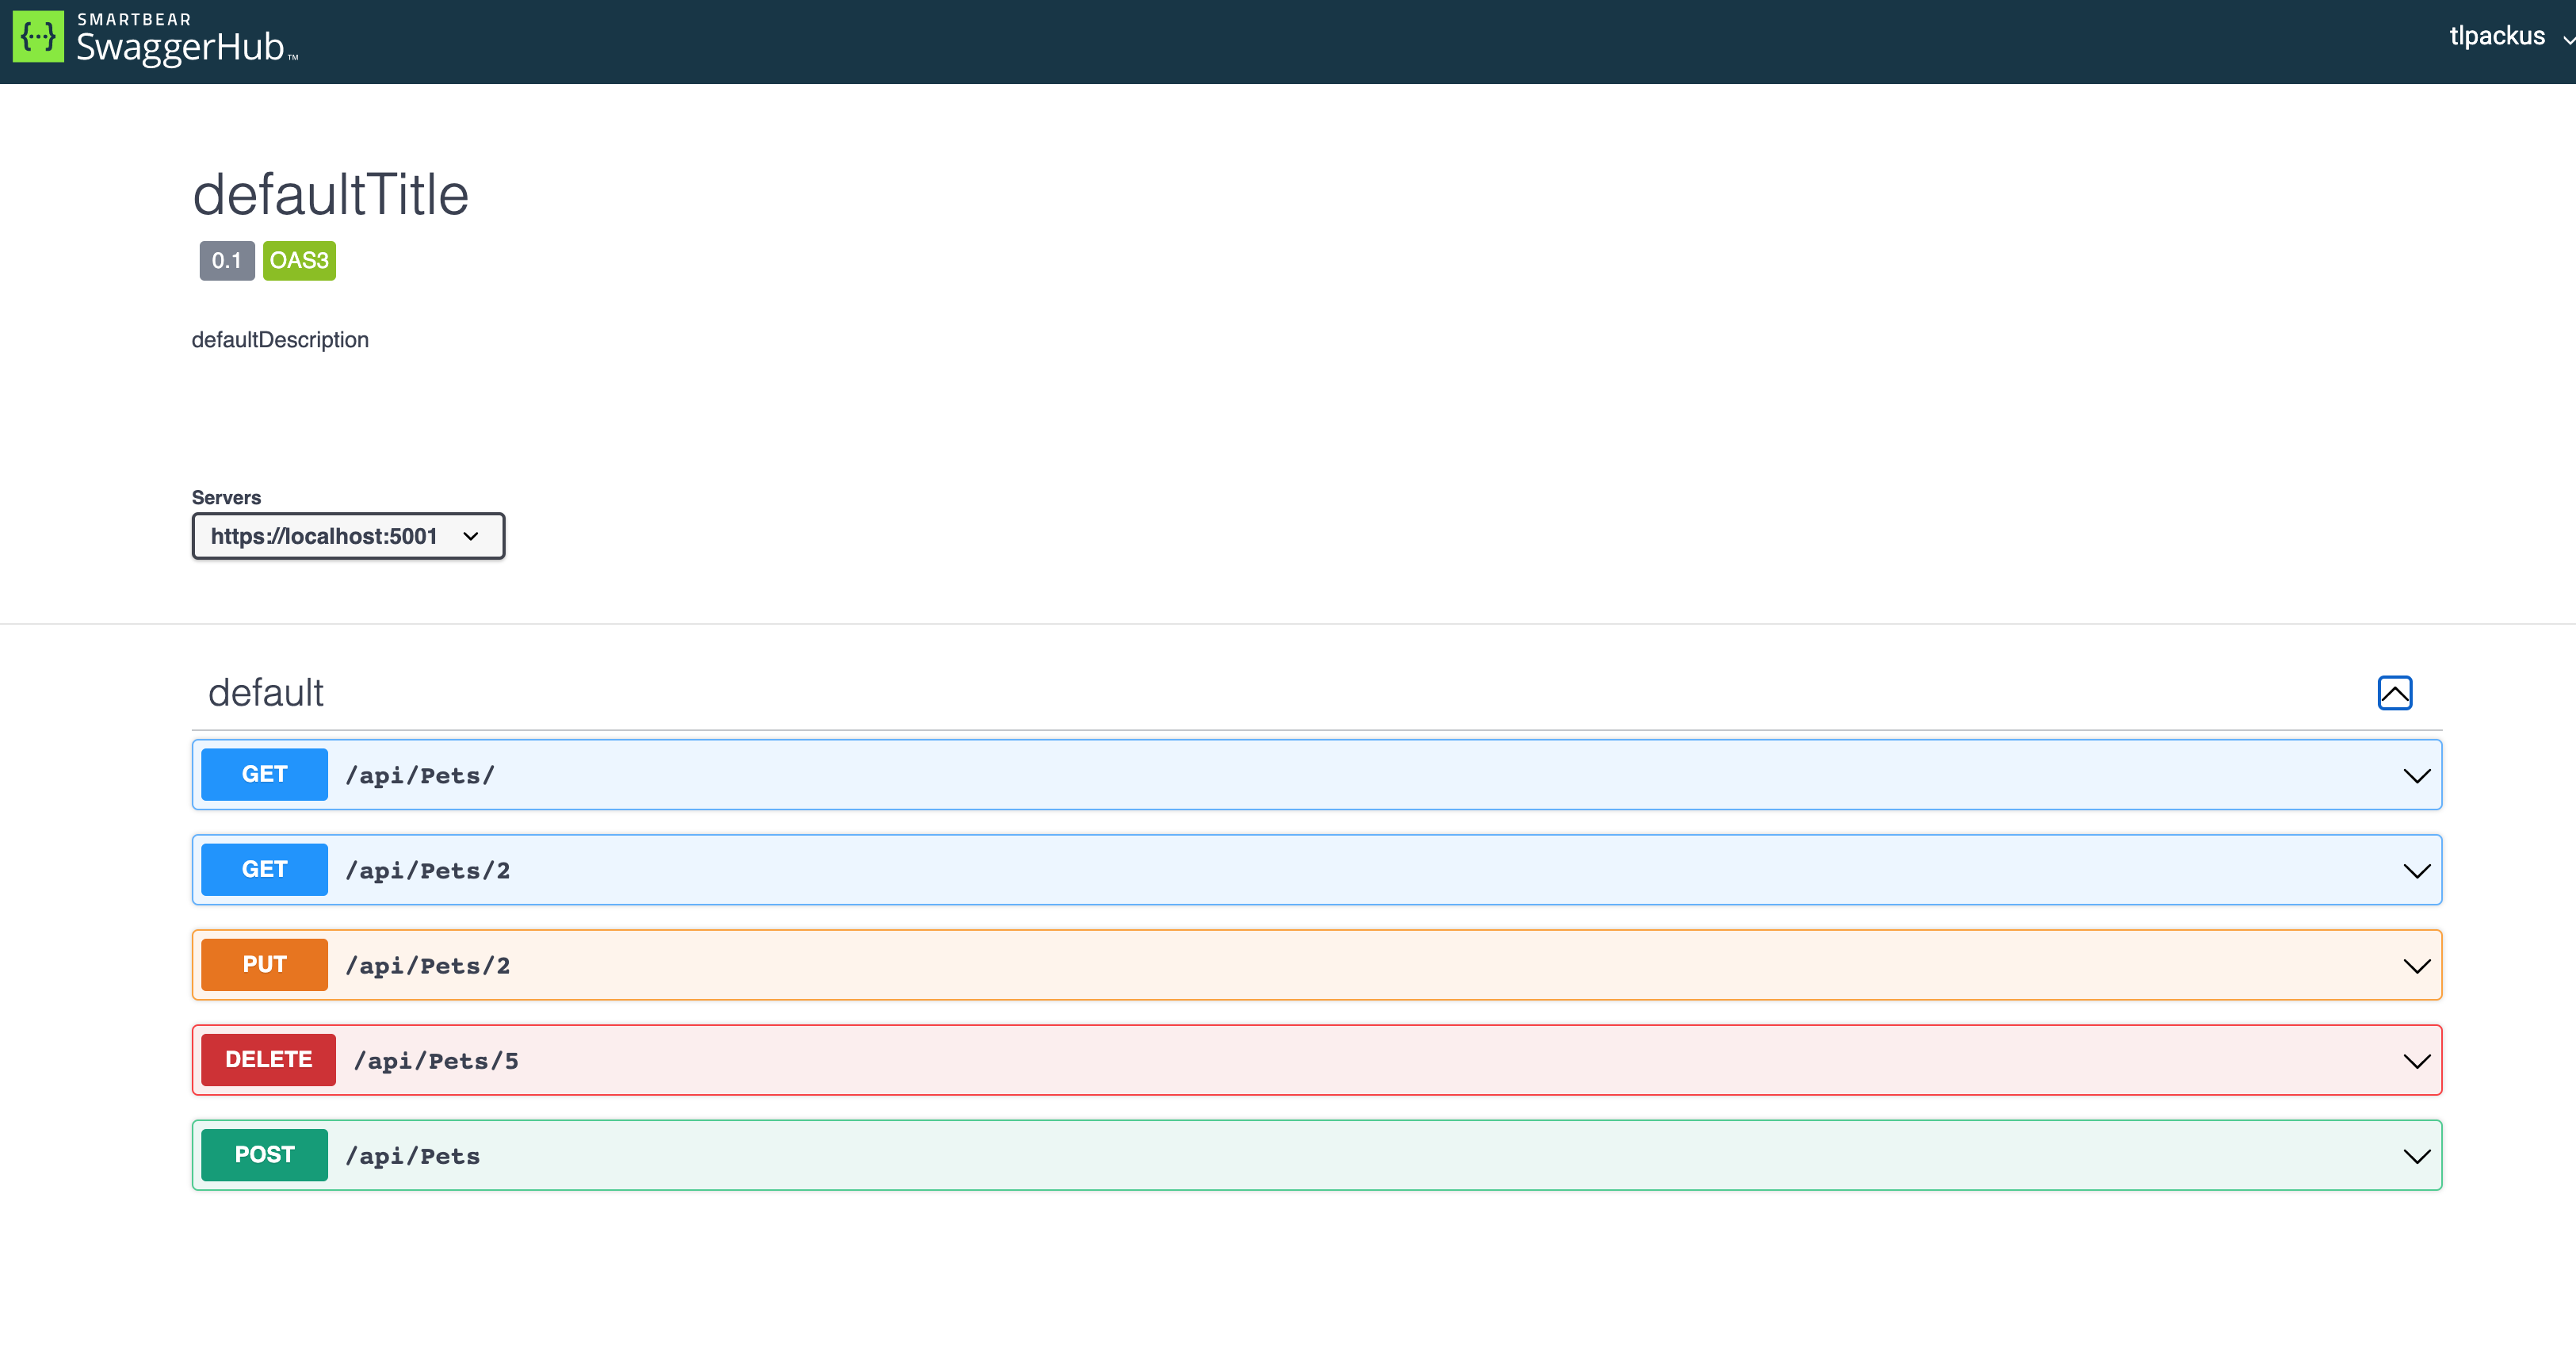 SMARTBEAR
SwaggerHub™
tlpackus
defaultTitle
0.1 OAS3
defaultDescription
Servers
https://localhost:5001
default
GET /api/Pets/
GET /api/Pets/2
PUT /api/Pets/2
DELETE /api/Pets/5
POST /api/Pets